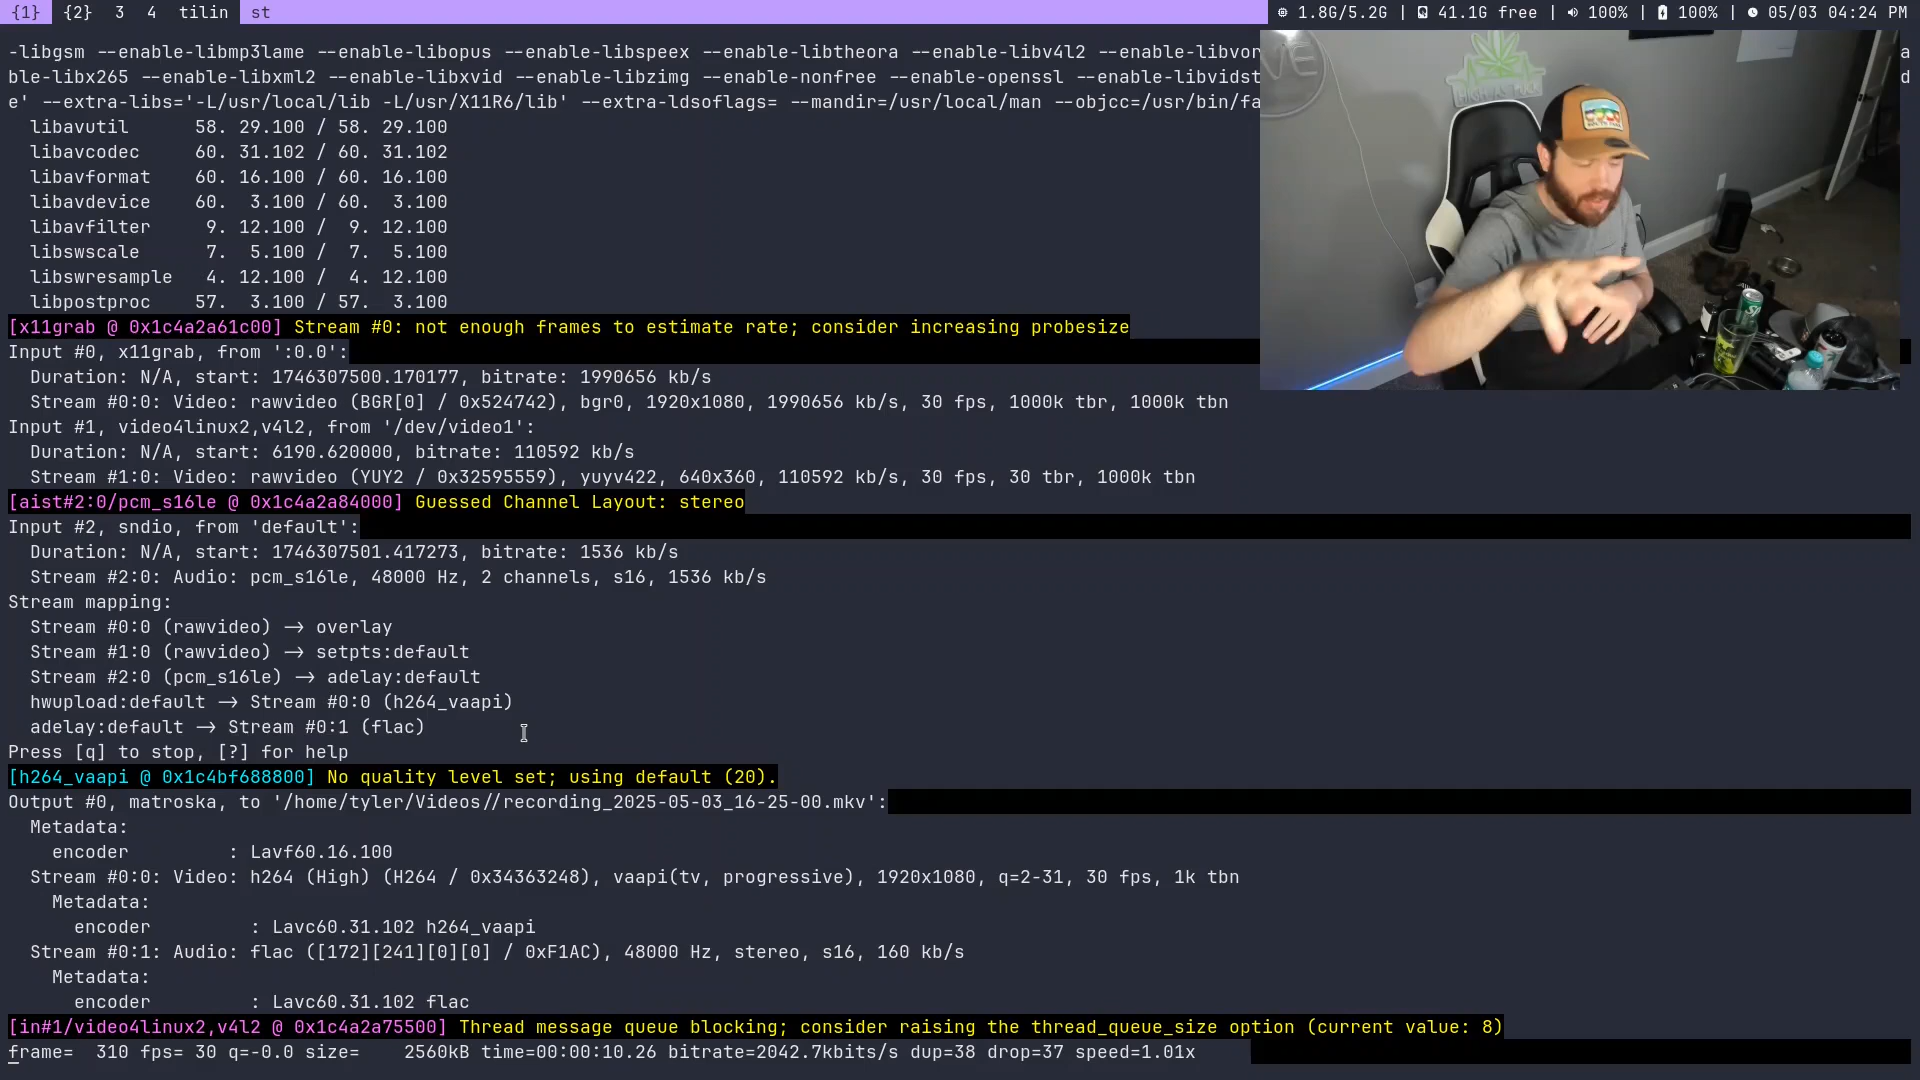 {1} {2} 3 4 tilin st 1.8G/5.2G | 41.1G free | 100% | 100% | 05/03 04:24 PM
-libgsm --enable-libmp3lame --enable-libopus --enable-libspeex --enable-libtheora --enable-libv4l2 --enable-libvor a
ble-libx265 --enable-libxml2 --enable-libxvid --enable-libzimg --enable-nonfree --enable-openssl --enable-libvidst d
e' --extra-libs='-L/usr/local/lib -L/usr/X11R6/lib' --extra-ldsoflags= --mandir=/usr/local/man --objcc=/usr/bin/fa
libavutil 58. 29.100 / 58. 29.100
libavcodec 60. 31.102 / 60. 31.102
libavformat 60. 16.100 / 60. 16.100
libavdevice 60. 3.100 / 60. 3.100
libavfilter 9. 12.100 / 9. 12.100
libswscale 7. 5.100 / 7. 5.100
libswresample 4. 12.100 / 4. 12.100
libpostproc 57. 3.100 / 57. 3.100
[x11grab @ 0x1c4a2a61c00] Stream #0: not enough frames to estimate rate; consider increasing probesize
Input #0, x11grab, from ':0.0':
Duration: N/A, start: 1746307500.170177, bitrate: 1990656 kb/s
Stream #0:0: Video: rawvideo (BGR[0] / 0x524742), bgr0, 1920x1080, 1990656 kb/s, 30 fps, 1000k tbr, 1000k tbn
Input #1, video4linux2,v4l2, from '/dev/video1':
Duration: N/A, start: 6190.620000, bitrate: 110592 kb/s
Stream #1:0: Video: rawvideo (YUY2 / 0x32595559), yuyv422, 640x360, 110592 kb/s, 30 fps, 30 tbr, 1000k tbn
[aist#2:0/pcm_s16le @ 0x1c4a2a84000] Guessed Channel Layout: stereo
Input #2, sndio, from 'default':
Duration: N/A, start: 1746307501.417273, bitrate: 1536 kb/s
Stream #2:0: Audio: pcm_s16le, 48000 Hz, 2 channels, s16, 1536 kb/s
Stream mapping:
Stream #0:0 (rawvideo) -> overlay
Stream #1:0 (rawvideo) -> setpts:default
Stream #2:0 (pcm_s16le) -> adelay:default
hwupload:default -> Stream #0:0 (h264_vaapi)
adelay:default -> Stream #0:1 (flac)
Press [q] to stop, [?] for help
[h264_vaapi @ 0x1c4bf688800] No quality level set; using default (20).
Output #0, matroska, to '/home/tyler/Videos//recording_2025-05-03_16-25-00.mkv':
Metadata:
encoder : Lavf60.16.100
Stream #0:0: Video: h264 (High) (H264 / 0x34363248), vaapi(tv, progressive), 1920x1080, q=2-31, 30 fps, 1k tbn
Metadata:
encoder : Lavc60.31.102 h264_vaapi
Stream #0:1: Audio: flac ([172][241][0][0] / 0xF1AC), 48000 Hz, stereo, s16, 160 kb/s
Metadata:
encoder : Lavc60.31.102 flac
[in#1/video4linux2,v4l2 @ 0x1c4a2a75500] Thread message queue blocking; consider raising the thread_queue_size option (current value: 8)
frame= 310 fps= 30 q=-0.0 size= 2560kB time=00:00:10.26 bitrate=2042.7kbits/s dup=38 drop=37 speed=1.01x